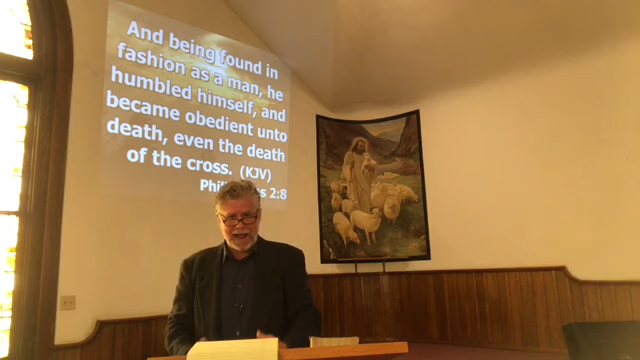 And being found in
fashion as a man, he
humbled himself, and
became obedient unto
death, even the death
of the cross. (KJV)
2:8